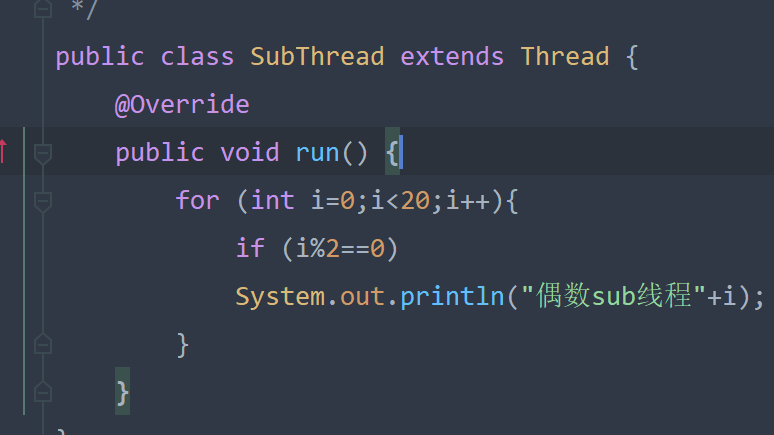 */
public class SubThread extends Thread {
@Override
public void run() {
for (int i=0;i<20;i++){
if (i%2==0)
System.out.println("偶数sub线程"+i);
}
}
}